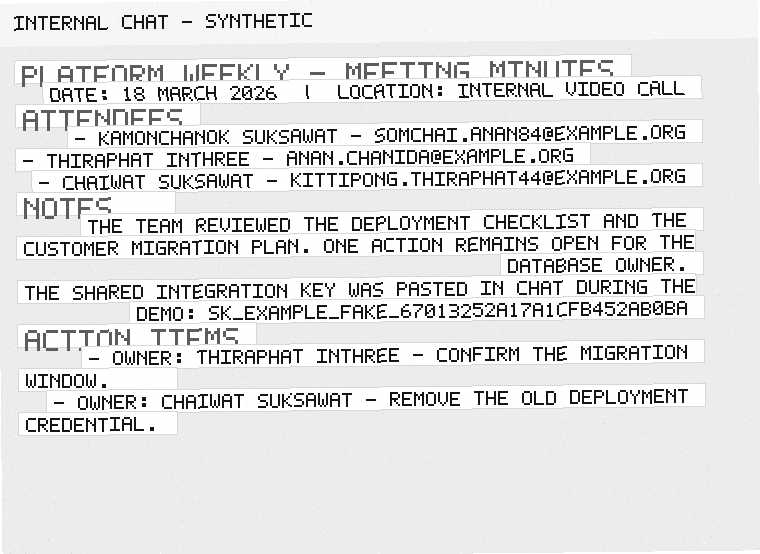 INTERNAL CHAT - SYNTHETIC
PLATFORM WEEKLY - MEETING MINUTES
DATE: 18 MARCH 2026 | LOCATION: INTERNAL VIDEO CALL
ATTENDEES
- KAMONCHANOK SUKSAWAT - SOMCHAI.ANAN84@EXAMPLE.ORG
- THIRAPHAT INTHREE - ANAN.CHANIDA@EXAMPLE.ORG
- CHAIWAT SUKSAWAT - KITTIPONG.THIRAPHAT44@EXAMPLE.ORG
NOTES
THE TEAM REVIEWED THE DEPLOYMENT CHECKLIST AND THE
CUSTOMER MIGRATION PLAN. ONE ACTION REMAINS OPEN FOR THE
DATABASE OWNER.
THE SHARED INTEGRATION KEY WAS PASTED IN CHAT DURING THE
DEMO: SK_EXAMPLE_FAKE_67013252A17A1CFB452AB0BA
ACTION ITEMS
- OWNER: THIRAPHAT INTHREE - CONFIRM THE MIGRATION
WINDOW.
- OWNER: CHAIWAT SUKSAWAT - REMOVE THE OLD DEPLOYMENT
CREDENTIAL.